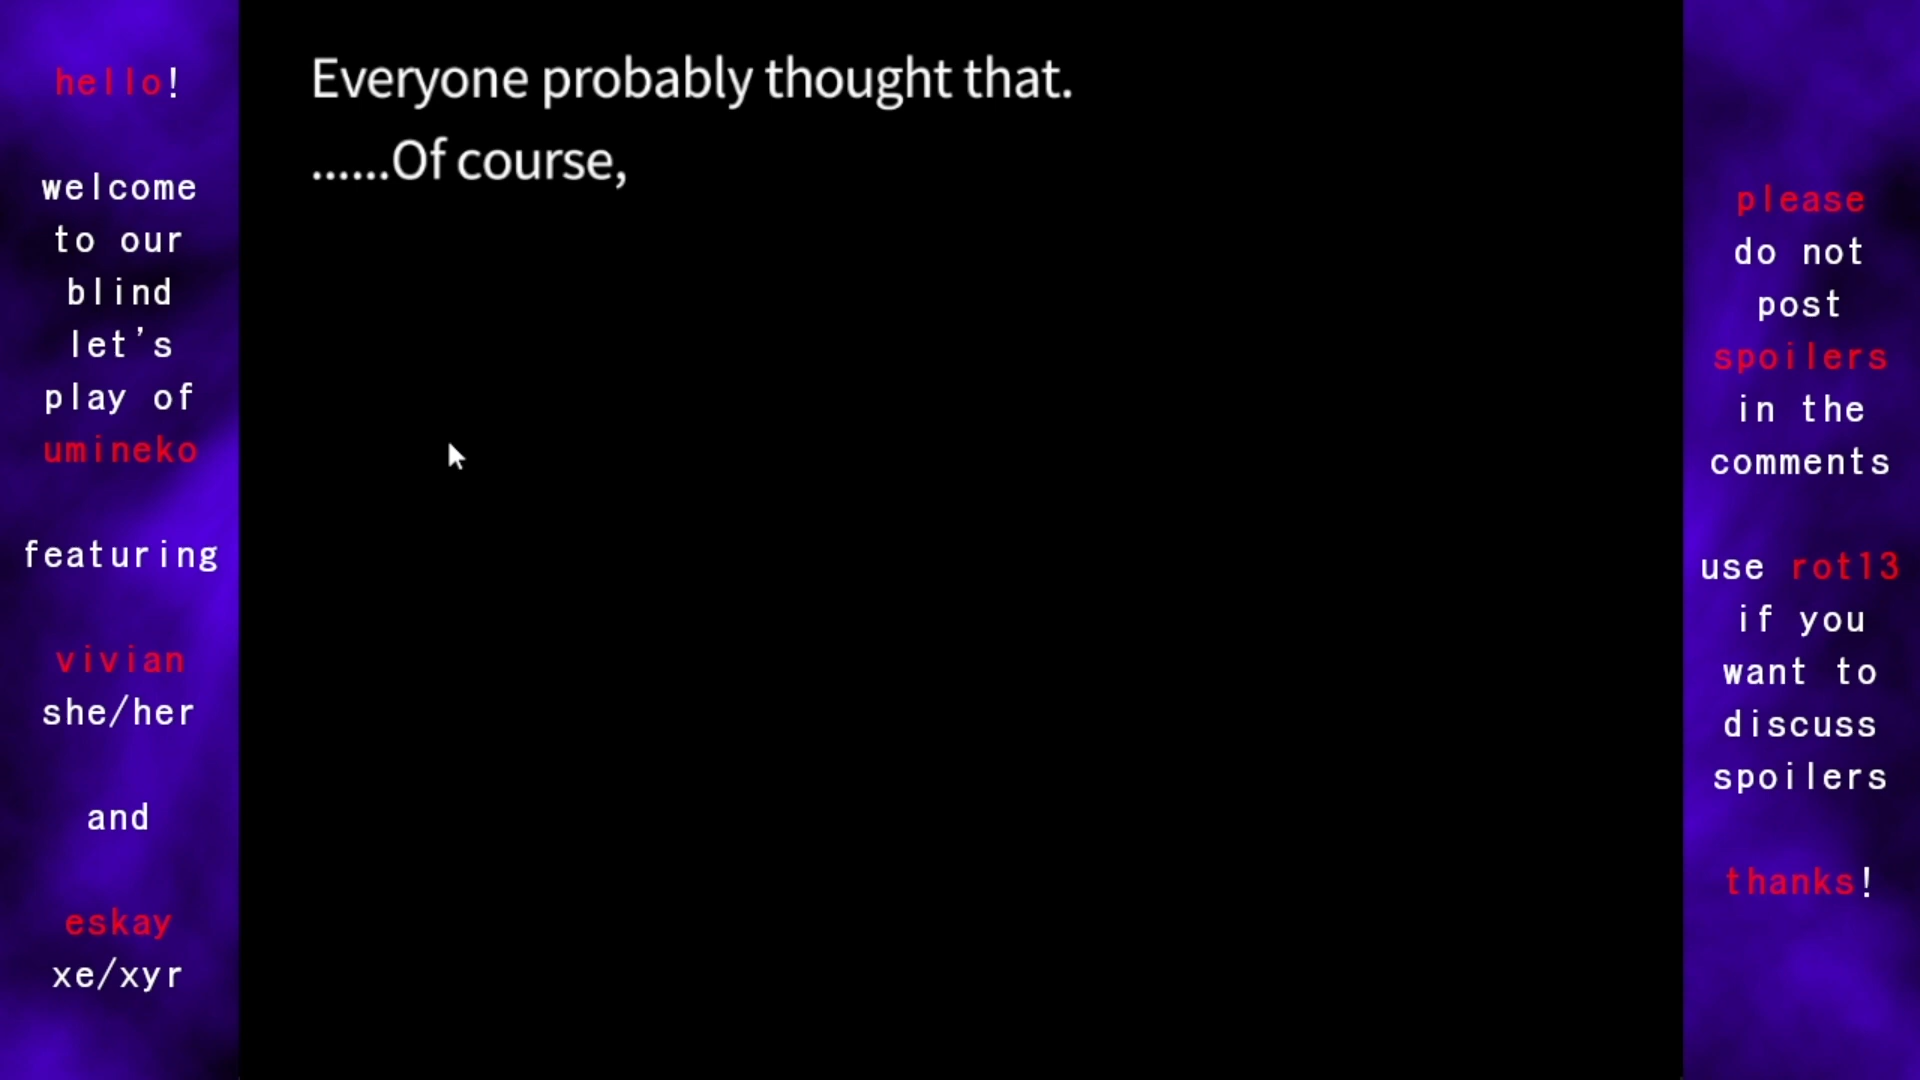 hello!
welcome
to our
blind
let's
play of
umineko
featuring
vivian
she/her
and
eskay
xe/xyr
Everyone probably thought that.
......Of course,
please
do not
post
spoilers
in the
comments
use rot13
if you
want to
discuss
spoilers
thanks!